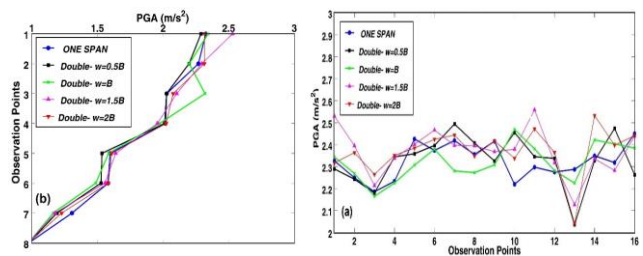 PGA (m/s²)
1 1.5 2 2.5 3
1
2
3
4
5
6
7
8
Observation Points
ONE SPAN
Double- w=0.5B
Double- w=B
Double- w=1.5B
Double- w=2B
(b)
3
2.9
2.8
2.7
2.6
2.5
2.4
2.3
2.2
2.1
2
PGA (m/s²)
ONE SPAN
Double- w=0.5B
Double- w=B
Double- w=1.5B
Double- w=2B
(a)
2 4 6 8 10 12 14 16
Observation Points